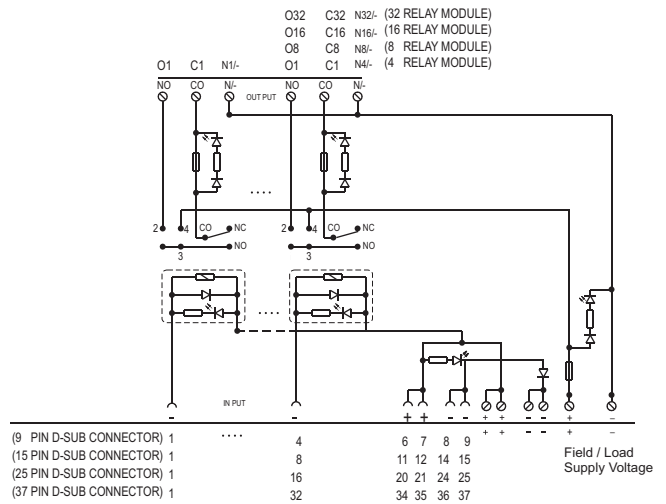 O32 C32 N32/- (32 RELAY MODULE)
O16 C16 N16/- (16 RELAY MODULE)
O8 C8 N8/- (8 RELAY MODULE)
O1 C1 N1/- O1 C1 N4/- (4 RELAY MODULE)
NO CO N/- OUT PUT NO CO N/-
....
2 4 CO NC 2 4 CO NC
NO NO
3 3
....
IN PUT
- - + + - - + + - - + –
.... + + - - + –
(9 PIN D-SUB CONNECTOR) 1 4 6 7 8 9
(15 PIN D-SUB CONNECTOR) 1 8 11 12 14 15
(25 PIN D-SUB CONNECTOR) 1 16 20 21 24 25
(37 PIN D-SUB CONNECTOR) 1 32 34 35 36 37
Field / Load
Supply Voltage